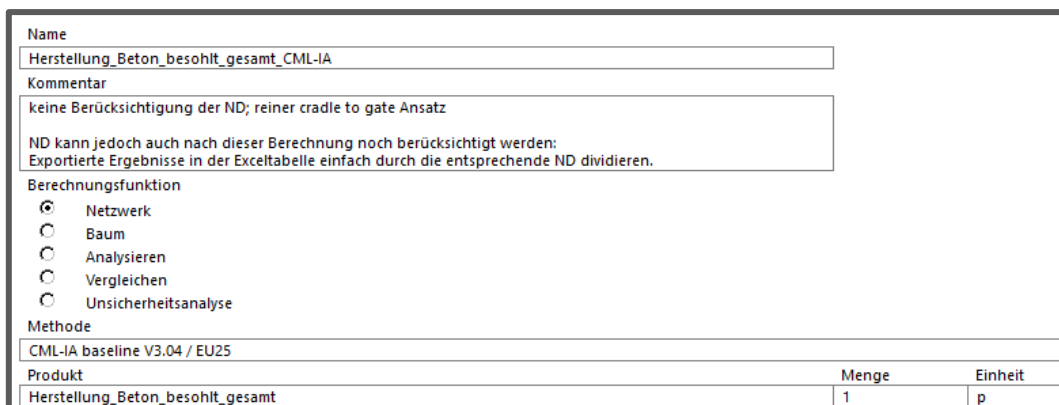 Name
Herstellung_Beton_besohlt_gesamt_CML-IA
Kommentar
keine Berücksichtigung der ND; reiner cradle to gate Ansatz
ND kann jedoch auch nach dieser Berechnung noch berücksichtigt werden:
Exportierte Ergebnisse in der Exceltabelle einfach durch die entsprechende ND dividieren.
Berechnungsfunktion
Netzwerk
Baum
Analysieren
Vergleichen
Unsicherheitsanalyse
Methode
CML-IA baseline V3.04 / EU25
Produkt Menge Einheit
Herstellung_Beton_besohlt_gesamt 1 p